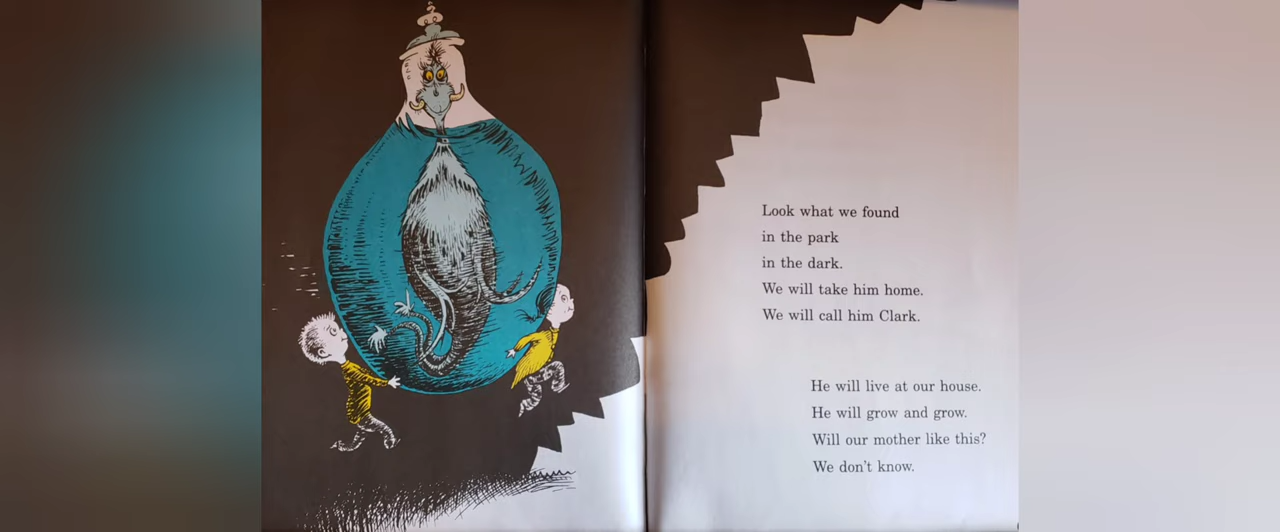 Look what we found
in the park
in the dark.
We will take him home.
We will call him Clark.
He will live at our house.
He will grow and grow.
Will our mother like this?
We don't know.